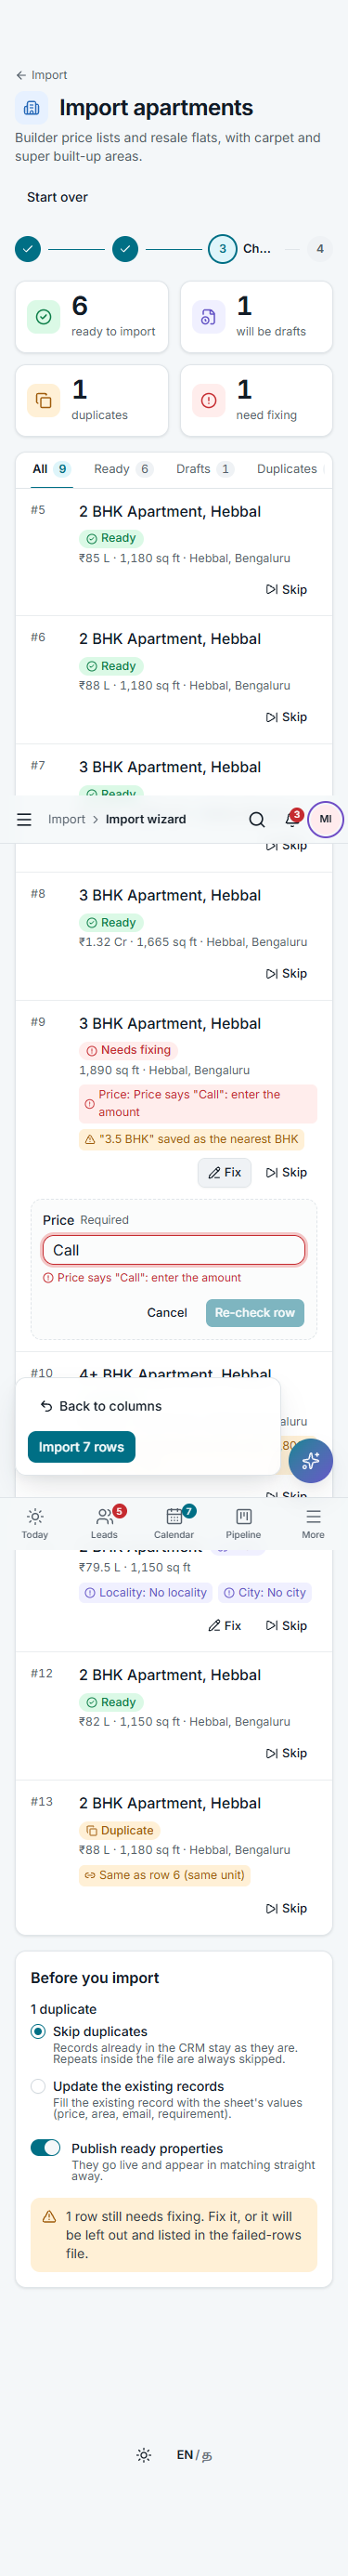 Import
Import apartments
Builder price lists and resale flats, with carpet and
super built-up areas.
Start over
3
Ch...
4
6
ready to import
1
will be drafts
1
duplicates
1
need fixing
All 9
Ready 6
Drafts 1
Duplicates
#5
2 BHK Apartment, Hebbal
Ready
₹85 L · 1,180 sq ft · Hebbal, Bengaluru
Skip
#6
2 BHK Apartment, Hebbal
Ready
₹88 L · 1,180 sq ft · Hebbal, Bengaluru
Skip
#7
3 BHK Apartment, Hebbal
Ready
Import > Import wizard
3
MI
Skip
#8
3 BHK Apartment, Hebbal
Ready
₹1.32 Cr · 1,665 sq ft · Hebbal, Bengaluru
Skip
#9
3 BHK Apartment, Hebbal
Needs fixing
1,890 sq ft · Hebbal, Bengaluru
Price: Price says "Call": enter the
amount
"3.5 BHK" saved as the nearest BHK
Fix
Skip
Price Required
Call
Price says "Call": enter the amount
Cancel
Re-check row
#10
4+ BHK Apartment, Hebbal
Back to columns
Import 7 rows
Skip
Today
5
Leads
7
Calendar
Pipeline
More
2 BHK Apartment
₹79.5 L · 1,150 sq ft
Locality: No locality
City: No city
Fix
Skip
#12
2 BHK Apartment, Hebbal
Ready
₹82 L · 1,150 sq ft · Hebbal, Bengaluru
Skip
#13
2 BHK Apartment, Hebbal
Duplicate
₹88 L · 1,180 sq ft · Hebbal, Bengaluru
Same as row 6 (same unit)
Skip
Before you import
1 duplicate
Skip duplicates
Records already in the CRM stay as they are.
Repeats inside the file are always skipped.
Update the existing records
Fill the existing record with the sheet's values
(price, area, email, requirement).
Publish ready properties
They go live and appear in matching straight
away.
1 row still needs fixing. Fix it, or it will
be left out and listed in the failed-rows
file.
EN / த